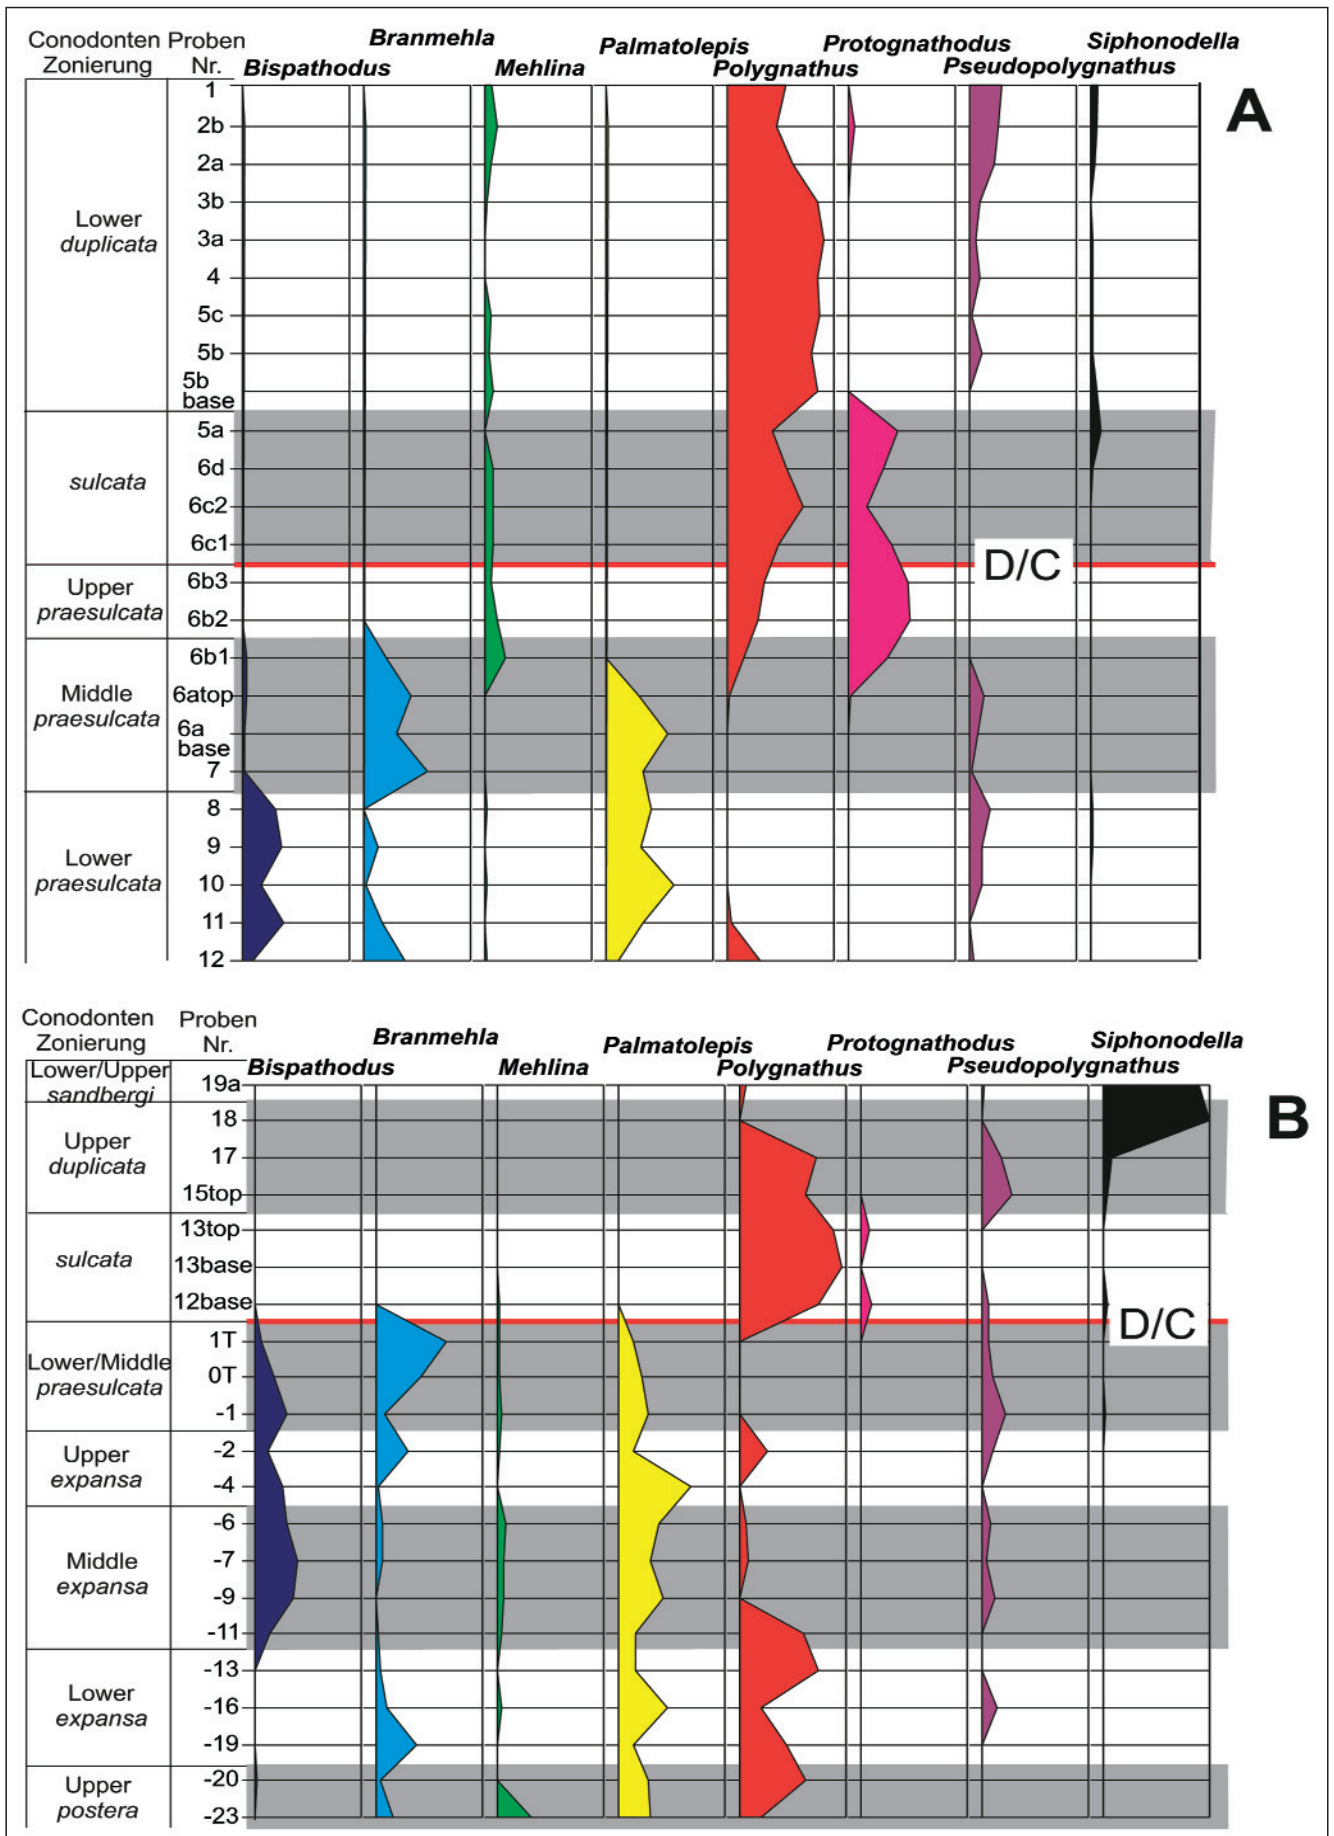 Conodonten Zonierung
Proben Nr.
Bispathodus
Branmehla
Mehlina
Palmatolepis
Polygnathus
Protognathodus
Pseudopolygnathus
Siphonodella
A
1
2b
2a
3b
3a
4
5c
5b
5b
base
Lower
duplicata
5a
6d
6c2
6c1
sulcata
D/C
6b3
6b2
Upper
praesulcata
6b1
6atop
6a
base
7
Middle
praesulcata
8
9
10
11
12
Lower
praesulcata
Conodonten Zonierung
Proben Nr.
Bispathodus
Branmehla
Mehlina
Palmatolepis
Polygnathus
Protognathodus
Pseudopolygnathus
Siphonodella
B
Lower/Upper
sandbergi
19a
18
17
15top
Upper
duplicata
13top
13base
12base
sulcata
D/C
1T
0T
-1
Lower/Middle
praesulcata
-2
-4
Upper
expansa
-6
-7
-9
-11
Middle
expansa
-13
-16
-19
Lower
expansa
-20
-23
Upper
postera